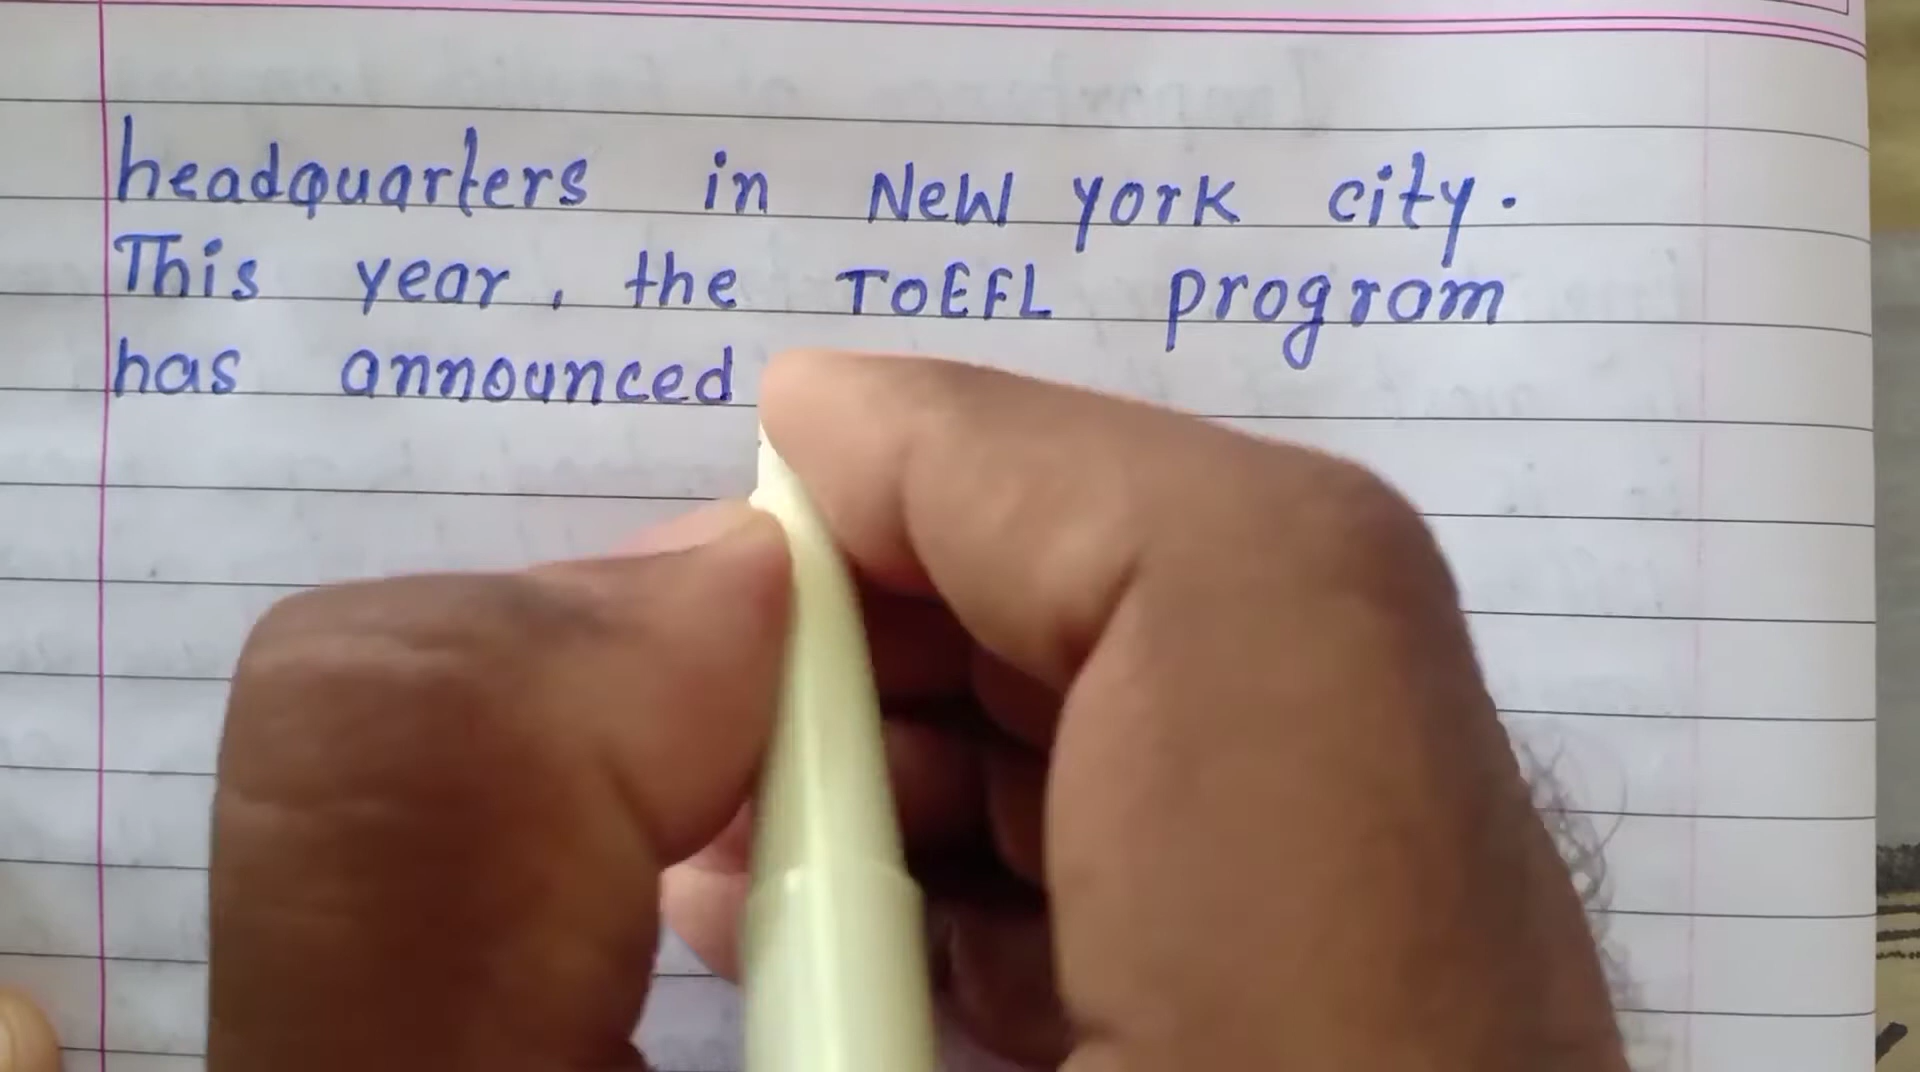 headquarters in New york city.
This year, the TOEFL program
has announced